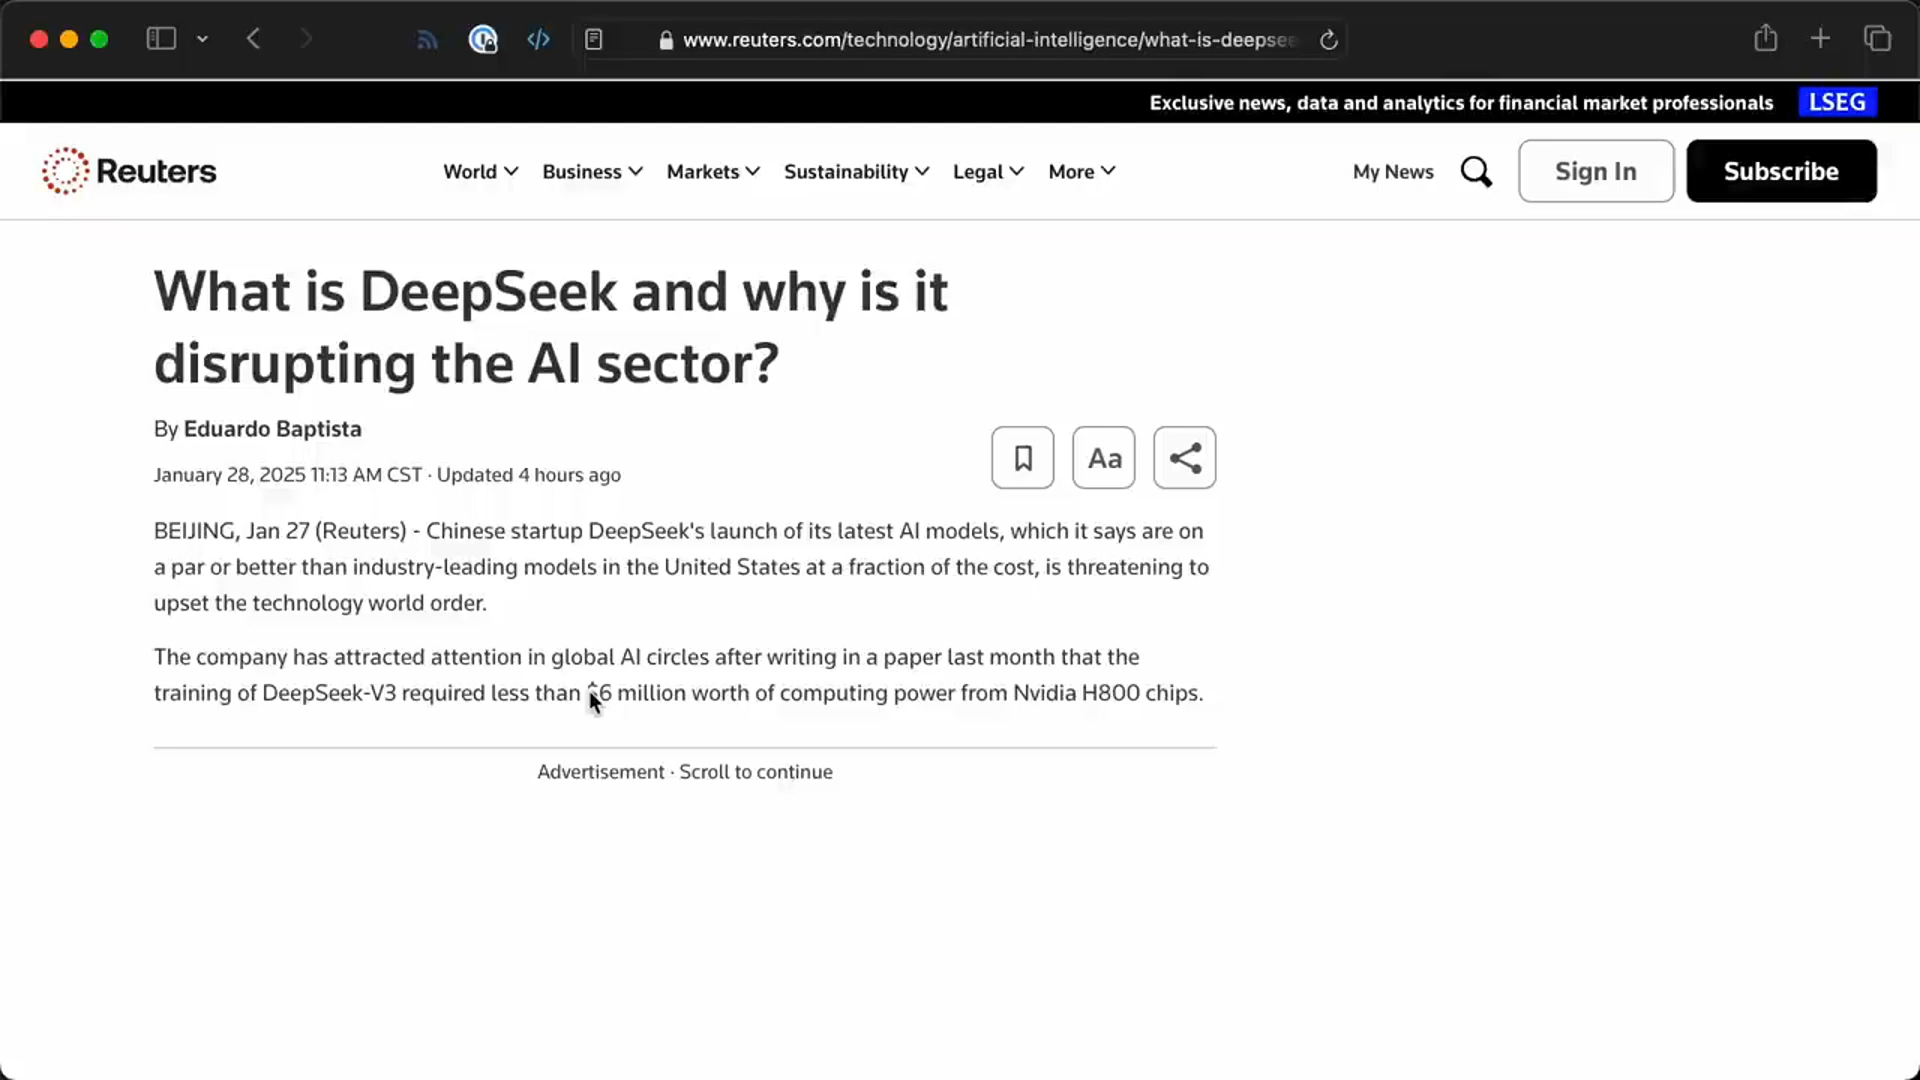 www.reuters.com/technology/artificial-intelligence/what-is-deepsee
Exclusive news, data and analytics for financial market professionals LSEG
Reuters World Business Markets Sustainability Legal More My News Sign In Subscribe
What is DeepSeek and why is it
disrupting the AI sector?
By Eduardo Baptista
January 28, 2025 11:13 AM CST · Updated 4 hours ago
Aa
BEIJING, Jan 27 (Reuters) - Chinese startup DeepSeek's launch of its latest AI models, which it says are on
a par or better than industry-leading models in the United States at a fraction of the cost, is threatening to
upset the technology world order.
The company has attracted attention in global AI circles after writing in a paper last month that the
training of DeepSeek-V3 required less than $6 million worth of computing power from Nvidia H800 chips.
Advertisement · Scroll to continue